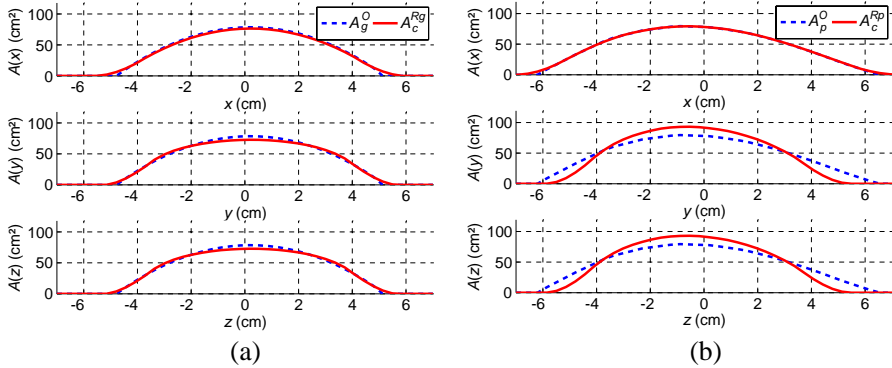 100
50
0
A(x) (cm²)
A_g^O A_c^Rg
-6 -4 -2 0 2 4 6
x (cm)
100
50
0
A(y) (cm²)
-6 -4 -2 0 2 4 6
y (cm)
100
50
0
A(z) (cm²)
-6 -4 -2 0 2 4 6
z (cm)
(a)
100
50
0
A(x) (cm²)
A_p^O A_c^Rp
-6 -4 -2 0 2 4 6
x (cm)
100
50
0
A(y) (cm²)
-6 -4 -2 0 2 4 6
y (cm)
100
50
0
A(z) (cm²)
-6 -4 -2 0 2 4 6
z (cm)
(b)